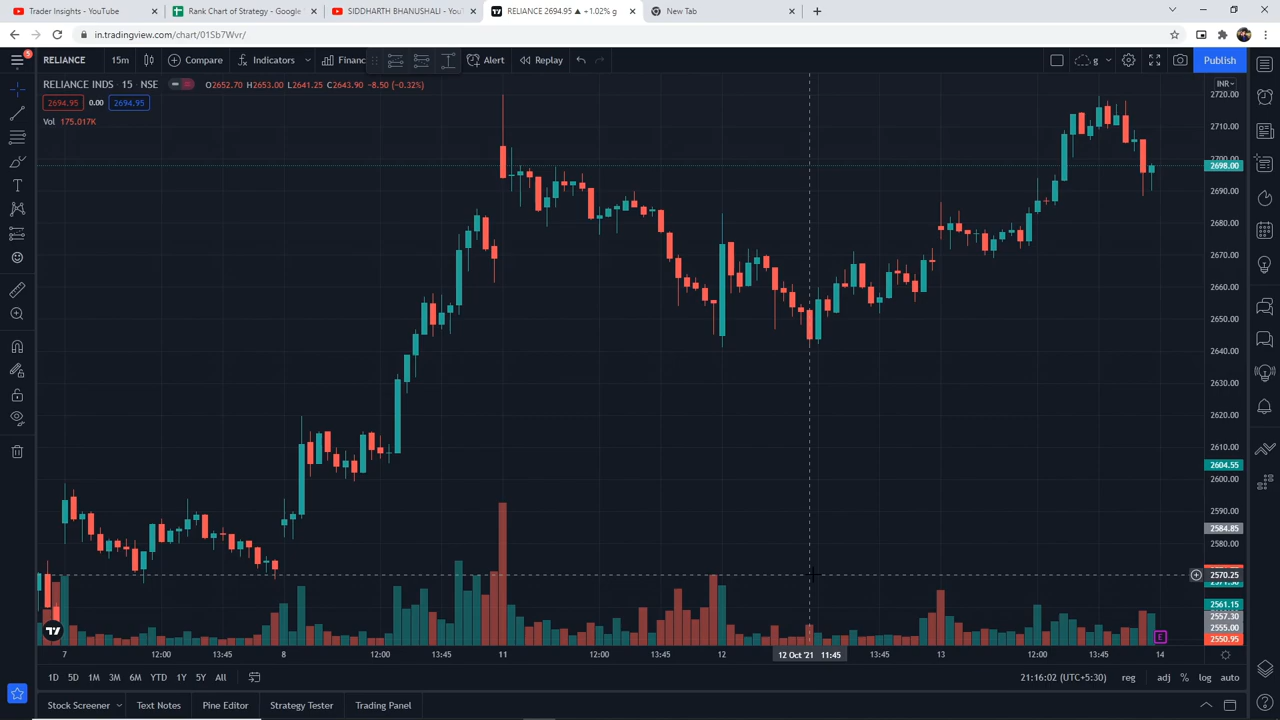 Trader Insights - YouTube
Rank Chart of Strategy - Google
SIDDHARTH BHANUSHALI - You
RELIANCE 2694.95 ▲ +1.02% g
New Tab
in.tradingview.com/chart/01Sb7Wvr/
5
RELIANCE 15m Compare Indicators Financ Alert Replay g Publish
RELIANCE INDS 15 NSE O2652.70 H2653.00 L2641.25 C2643.90 -8.50 (-0.32%)
INR
2694.95 0.00 2694.95
Vol 175.017K
2720.00
2710.00
2700.00
2698.00
2690.00
2680.00
2670.00
2660.00
2650.00
2640.00
2630.00
2620.00
2610.00
2604.55
2600.00
2590.00
2584.85
2580.00
2570.25
2561.15
2557.30
2555.00
2550.95
E
7 12:00 13:45 8 12:00 13:45 11 12:00 13:45 12 12 Oct '21 11:45 13:45 13 12:00 13:45 14
1D 5D 1M 3M 6M YTD 1Y 5Y All 21:16:02 (UTC+5:30) reg adj % log auto
Stock Screener Text Notes Pine Editor Strategy Tester Trading Panel